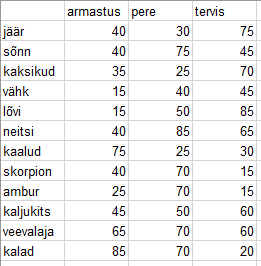 armastus pere tervis
jäär 40 30 75
sõnn 40 75 45
kaksikud 35 25 70
vähk 15 40 45
lõvi 15 50 85
neitsi 40 85 65
kaalud 75 25 30
skorpion 40 70 15
ambur 25 70 15
kaljukits 45 50 60
veevalaja 65 70 60
kalad 85 70 20